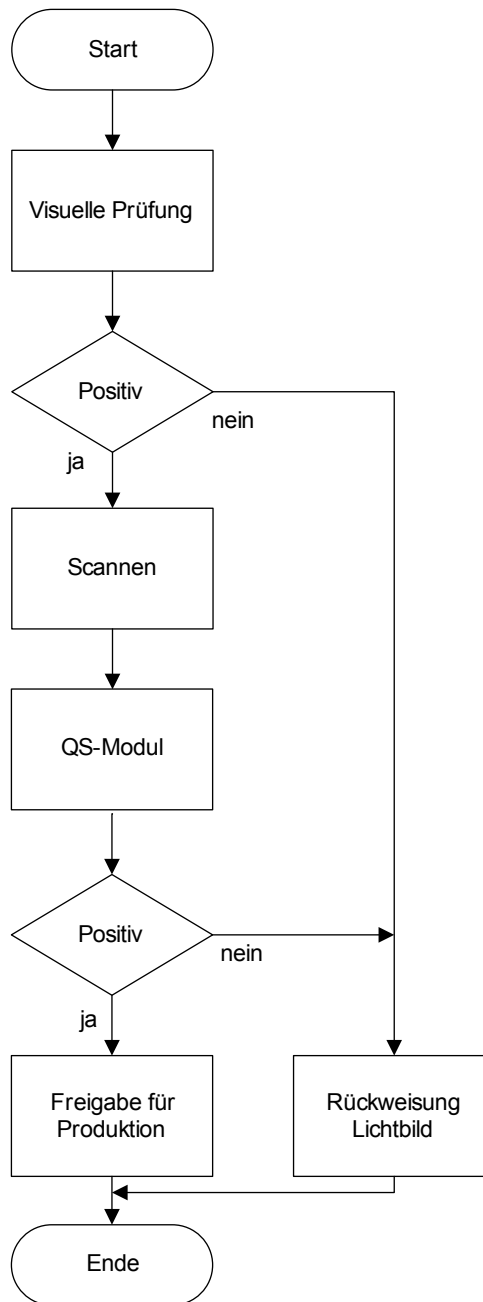 Start
Visuelle Prüfung
Positiv
nein
ja
Scannen
QS-Modul
Positiv
nein
ja
Freigabe für
Produktion
Rückweisung
Lichtbild
Ende